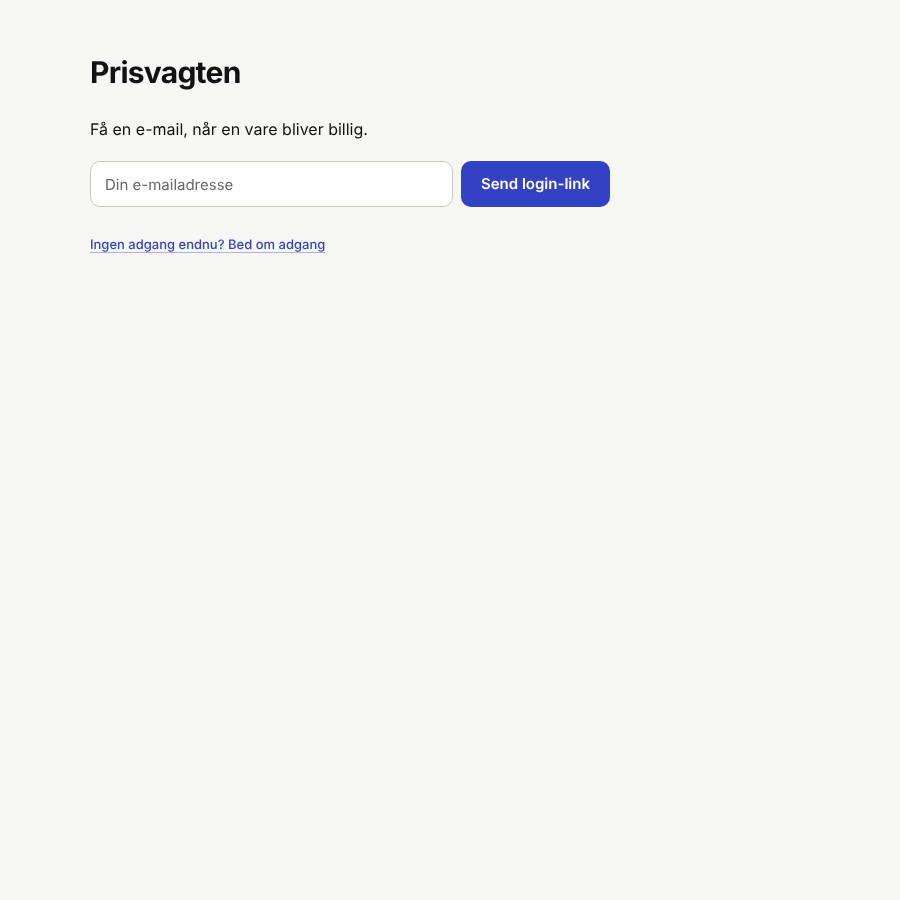 Prisvagten
Få en e-mail, når en vare bliver billig.
Din e-mailadresse
Send login-link
Ingen adgang endnu? Bed om adgang